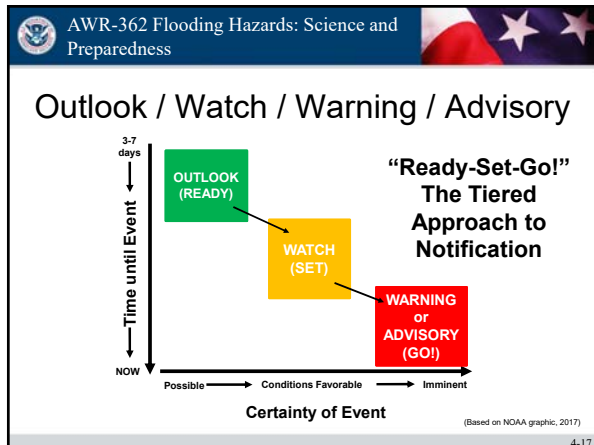 AWR-362 Flooding Hazards: Science and
Preparedness
Outlook / Watch / Warning / Advisory
3-7
days
Time until Event
NOW
OUTLOOK
(READY)
WATCH
(SET)
WARNING
or
ADVISORY
(GO!)
“Ready-Set-Go!”
The Tiered
Approach to
Notification
Possible
Conditions Favorable
Imminent
Certainty of Event
(Based on NOAA graphic, 2017)
4-17